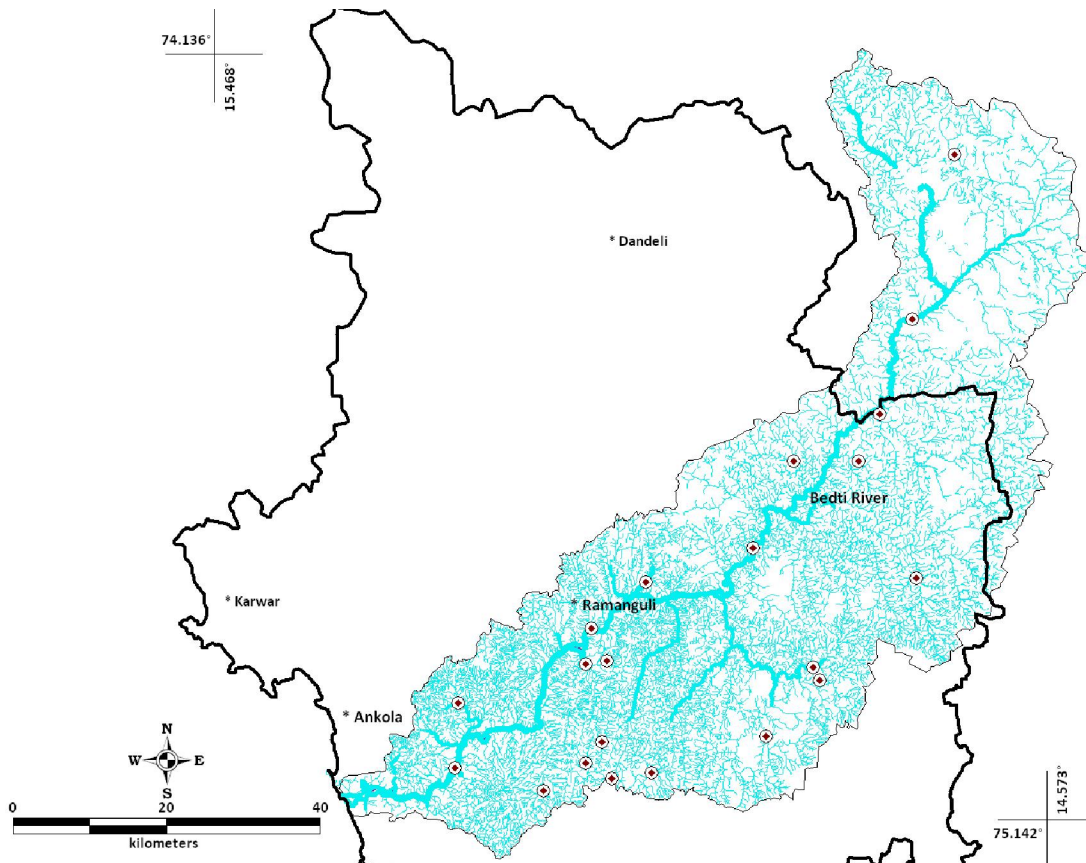 74.136°
15.468°
* Dandeli
Bedti River
* Karwar
* Ramanguli
* Ankola
N
W E
S
0 20 40
kilometers
14.573°
75.142°